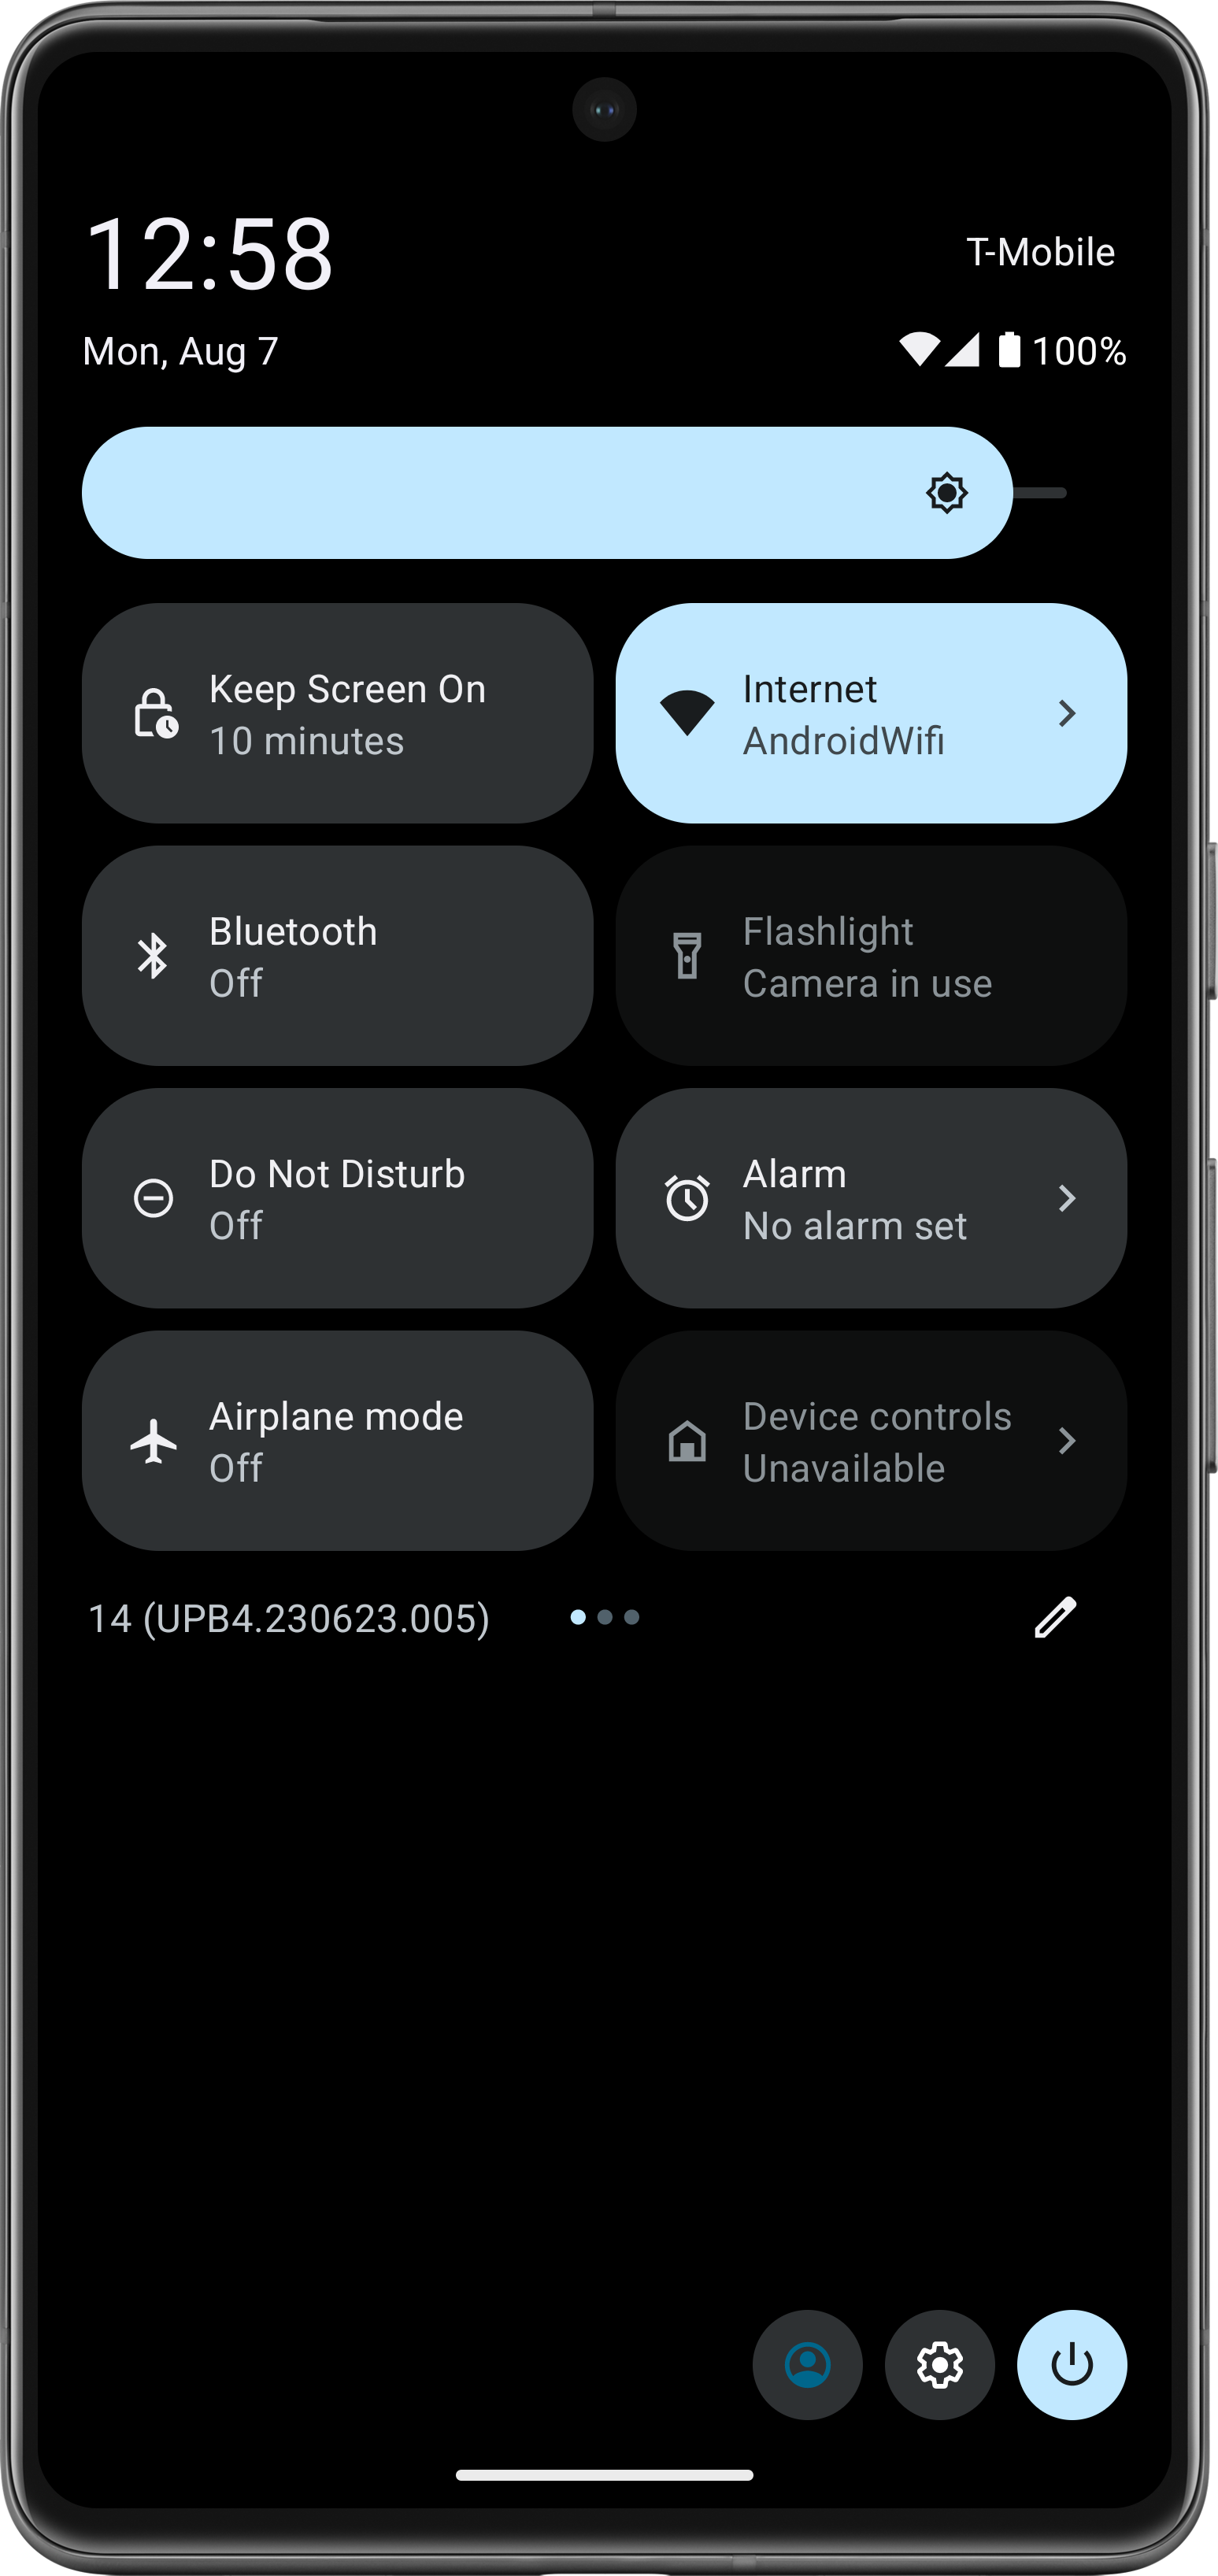 12:58
T-Mobile
Mon, Aug 7
100%
Keep Screen On
10 minutes
Internet
AndroidWifi
Bluetooth
Off
Flashlight
Camera in use
Do Not Disturb
Off
Alarm
No alarm set
Airplane mode
Off
Device controls
Unavailable
14 (UPB4.230623.005)